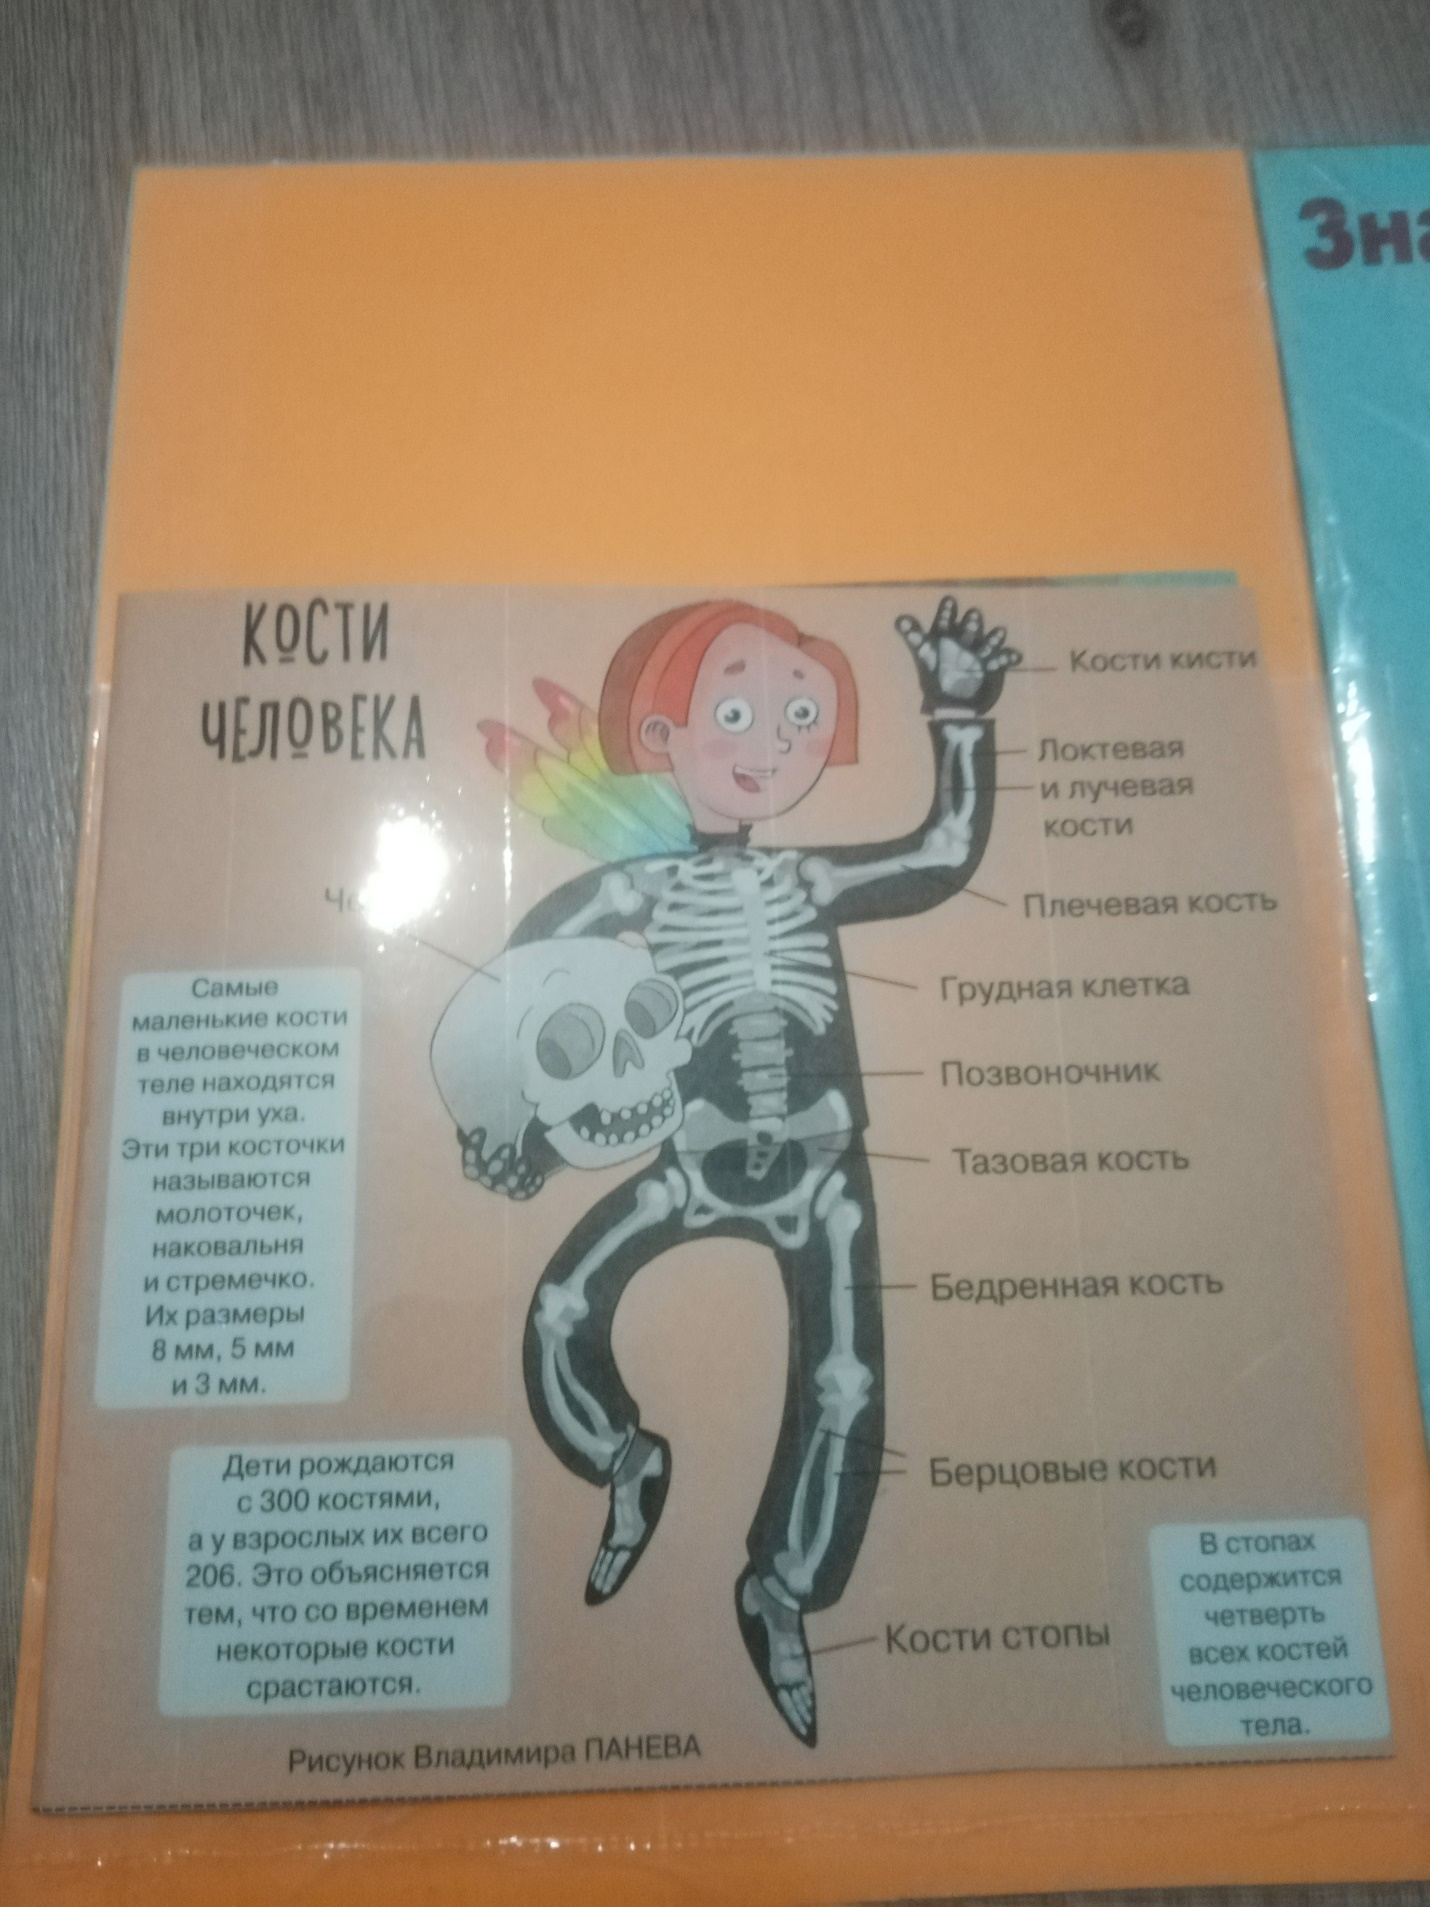 КОСТИ
ЧЕЛОВЕКА
Кости кисти
Локтевая
и лучевая
кости
Плечевая кость
Грудная клетка
Позвоночник
Тазовая кость
Бедренная кость
Берцовые кости
Кости стопы
Самые
маленькие кости
в человеческом
теле находятся
внутри уха.
Эти три косточки
называются
молоточек,
наковальня
и стремечко.
Их размеры
8 мм, 5 мм
и 3 мм.
Дети рождаются
с 300 костями,
а у взрослых их всего
206. Это объясняется
тем, что со временем
некоторые кости
срастаются.
В стопах
содержится
четверть
всех костей
человеческого
тела.
Рисунок Владимира ПАНЕВА